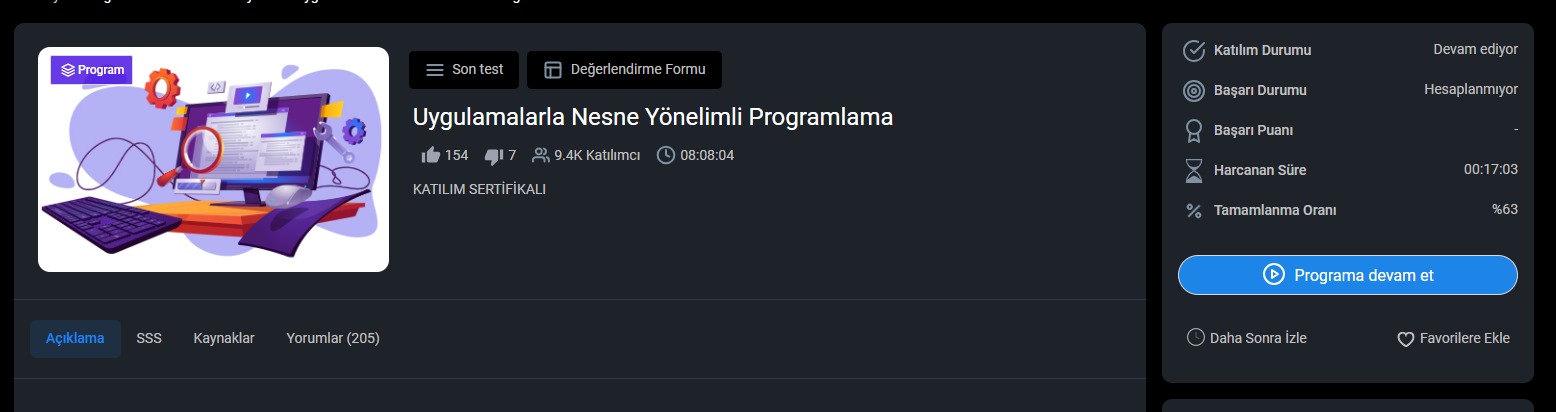 Program
Son test
Değerlendirme Formu
Uygulamalarla Nesne Yönelimli Programlama
154 7 9.4K Katılımcı 08:08:04
KATILIM SERTİFİKALI
Açıklama SSS Kaynaklar Yorumlar (205)
Katılım Durumu Devam ediyor
Başarı Durumu Hesaplanmıyor
Başarı Puanı -
Harcanan Süre 00:17:03
Tamamlanma Oranı %63
Programa devam et
Daha Sonra İzle Favorilere Ekle